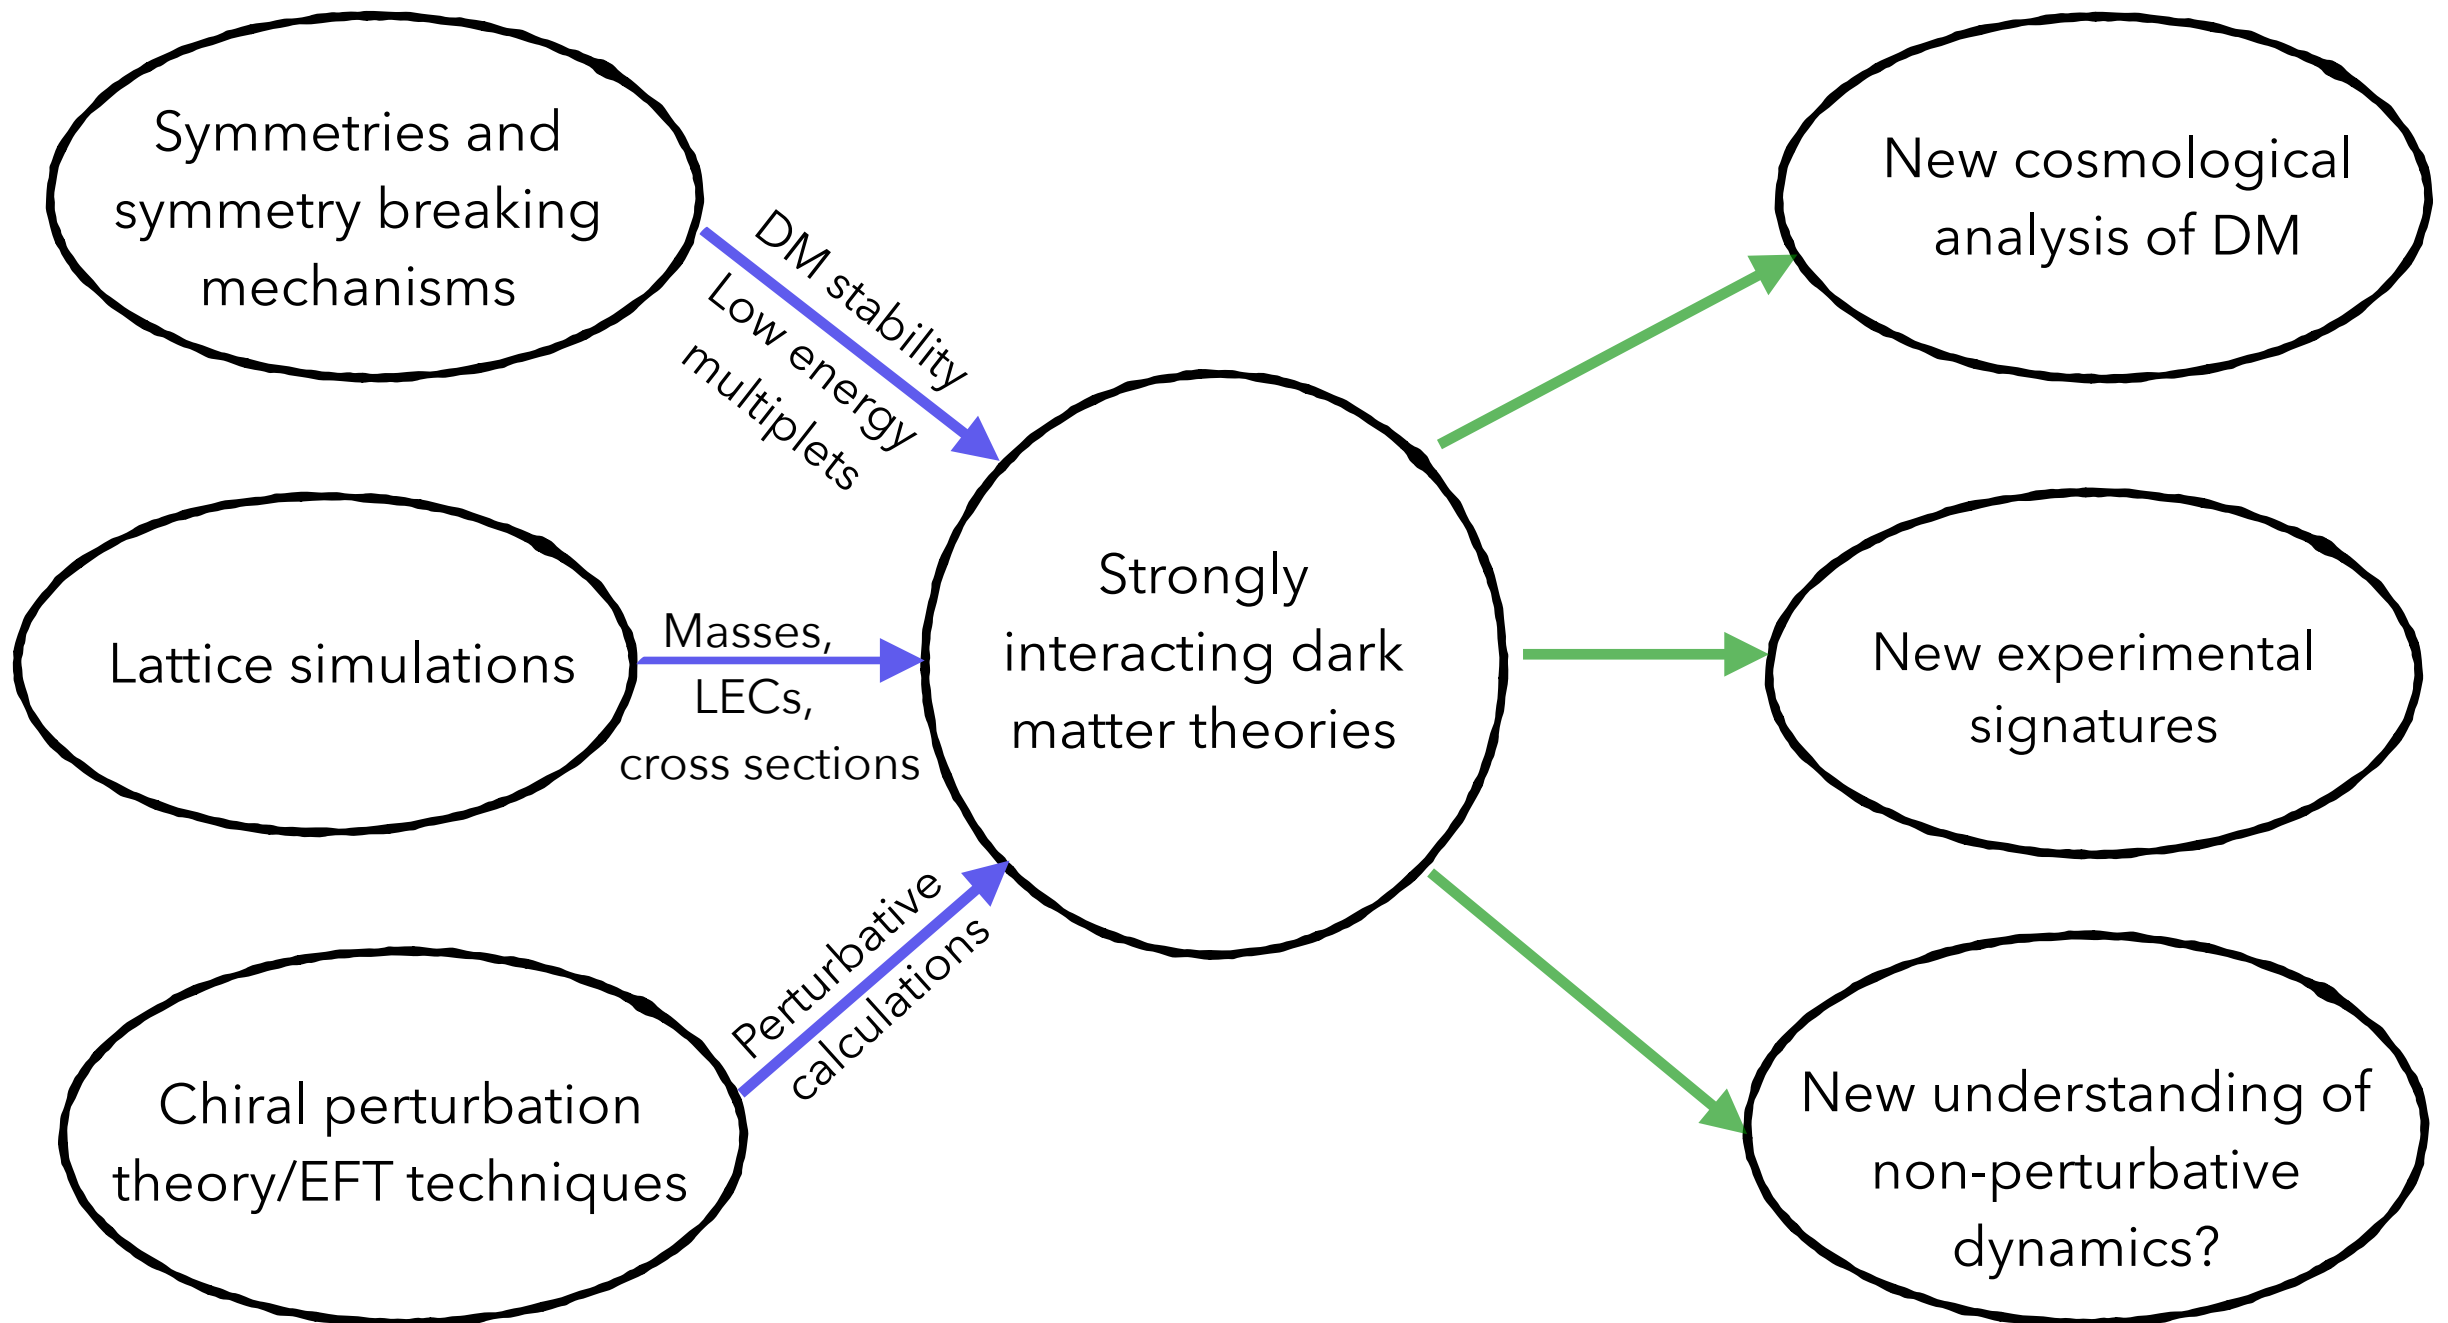 Symmetries and
symmetry breaking
mechanisms
DM stability
Low energy
multiplets
Lattice simulations
Masses,
LECs,
cross sections
Chiral perturbation
theory/EFT techniques
Perturbative
calculations
Strongly
interacting dark
matter theories
New cosmological
analysis of DM
New experimental
signatures
New understanding of
non-perturbative
dynamics?